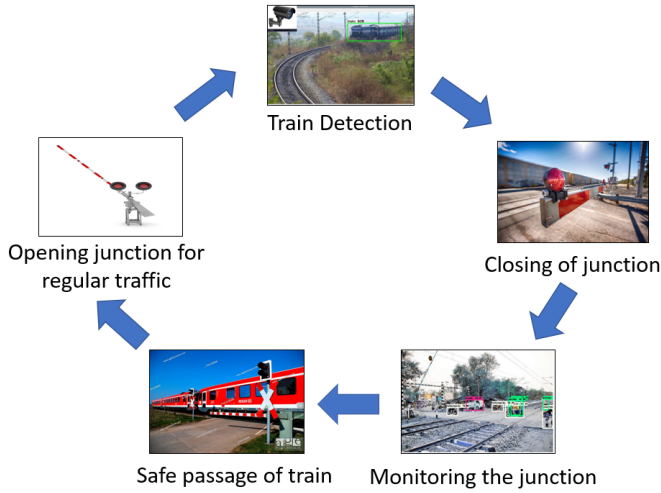 Train Detection
Closing of junction
Monitoring the junction
Safe passage of train
Opening junction for
regular traffic